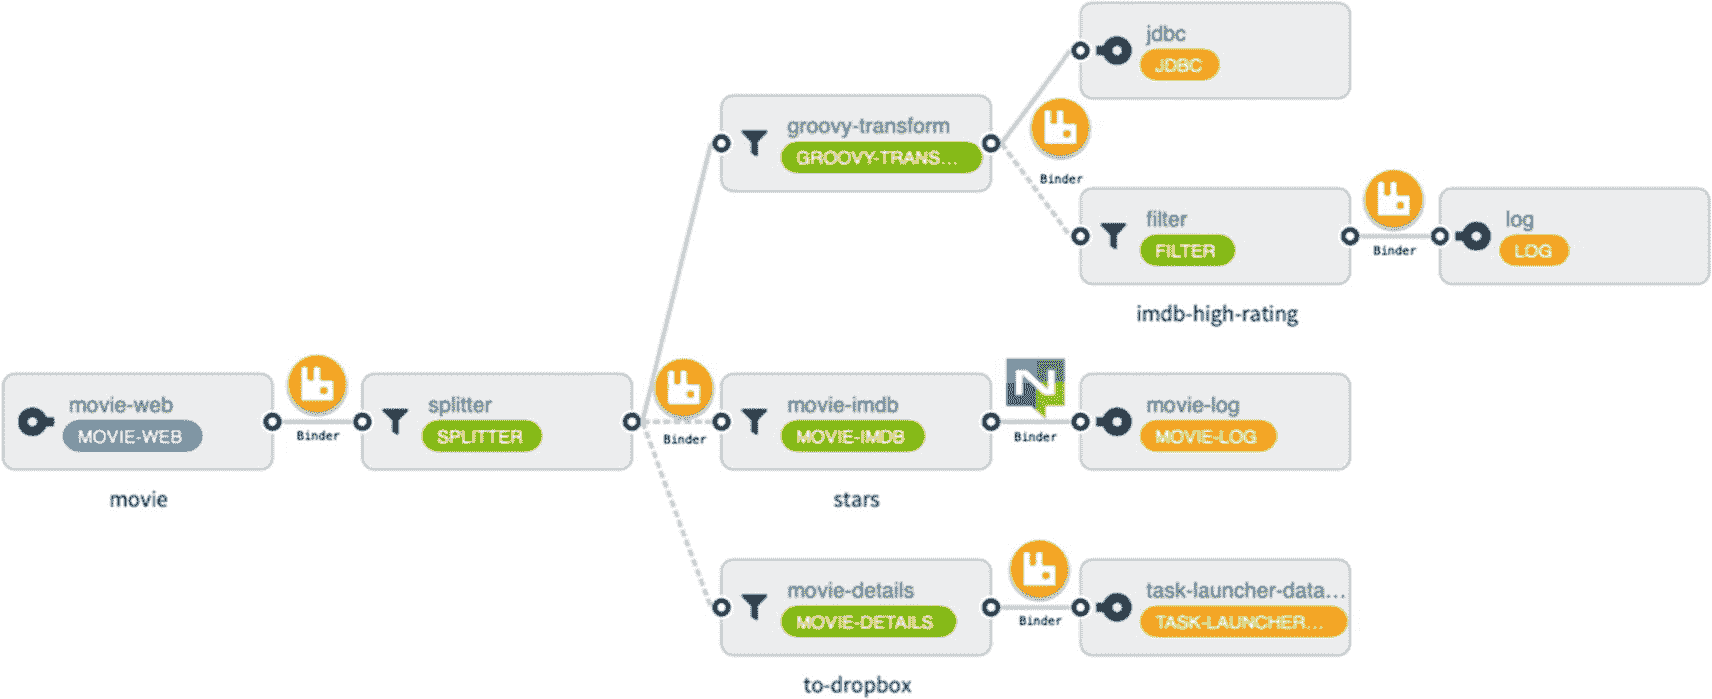 jdbc
JDBC
groovy-transform
GROOVY-TRANS...
Binder
filter
FILTER
Binder
log
LOG
imdb-high-rating
movie-web
MOVIE-WEB
Binder
splitter
SPLITTER
Binder
movie-imdb
MOVIE-IMDB
N
Binder
movie-log
MOVIE-LOG
movie
stars
movie-details
MOVIE-DETAILS
Binder
task-launcher-data...
TASK-LAUNCHER...
to-dropbox